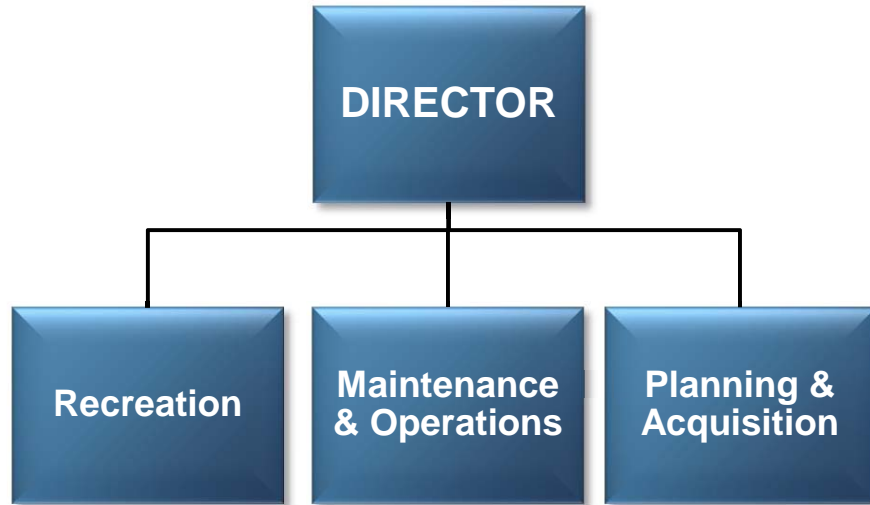 DIRECTOR
Recreation
Maintenance
& Operations
Planning &
Acquisition